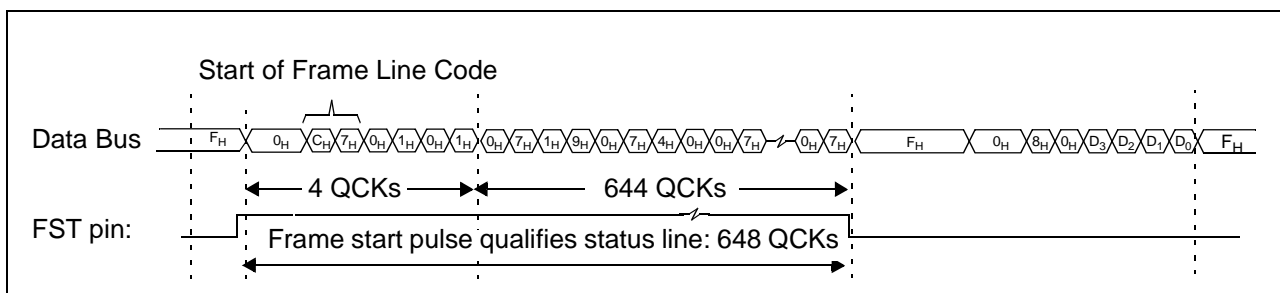 Start of Frame Line Code
Data Bus F_H 0_H C_H 7_H 0_H 1_H 0_H 1_H 0_H 7_H 1_H 9_H 0_H 7_H 4_H 0_H 0_H 7_H 0_H 7_H F_H 0_H 8_H 0_H D_3 D_2 D_1 D_0 F_H
4 QCKs 644 QCKs
FST pin:
Frame start pulse qualifies status line: 648 QCKs